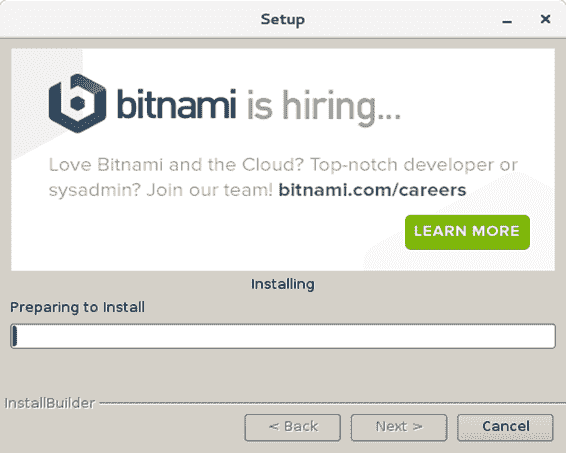 Setup
bitnami is hiring...
Love Bitnami and the Cloud? Top-notch developer or
sysadmin? Join our team! bitnami.com/careers
LEARN MORE
Installing
Preparing to Install
InstallBuilder
< Back
Next >
Cancel